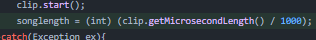 clip.start();
songlength = (int) (clip.getMicrosecondLength() / 1000);
catch(Exception ex){